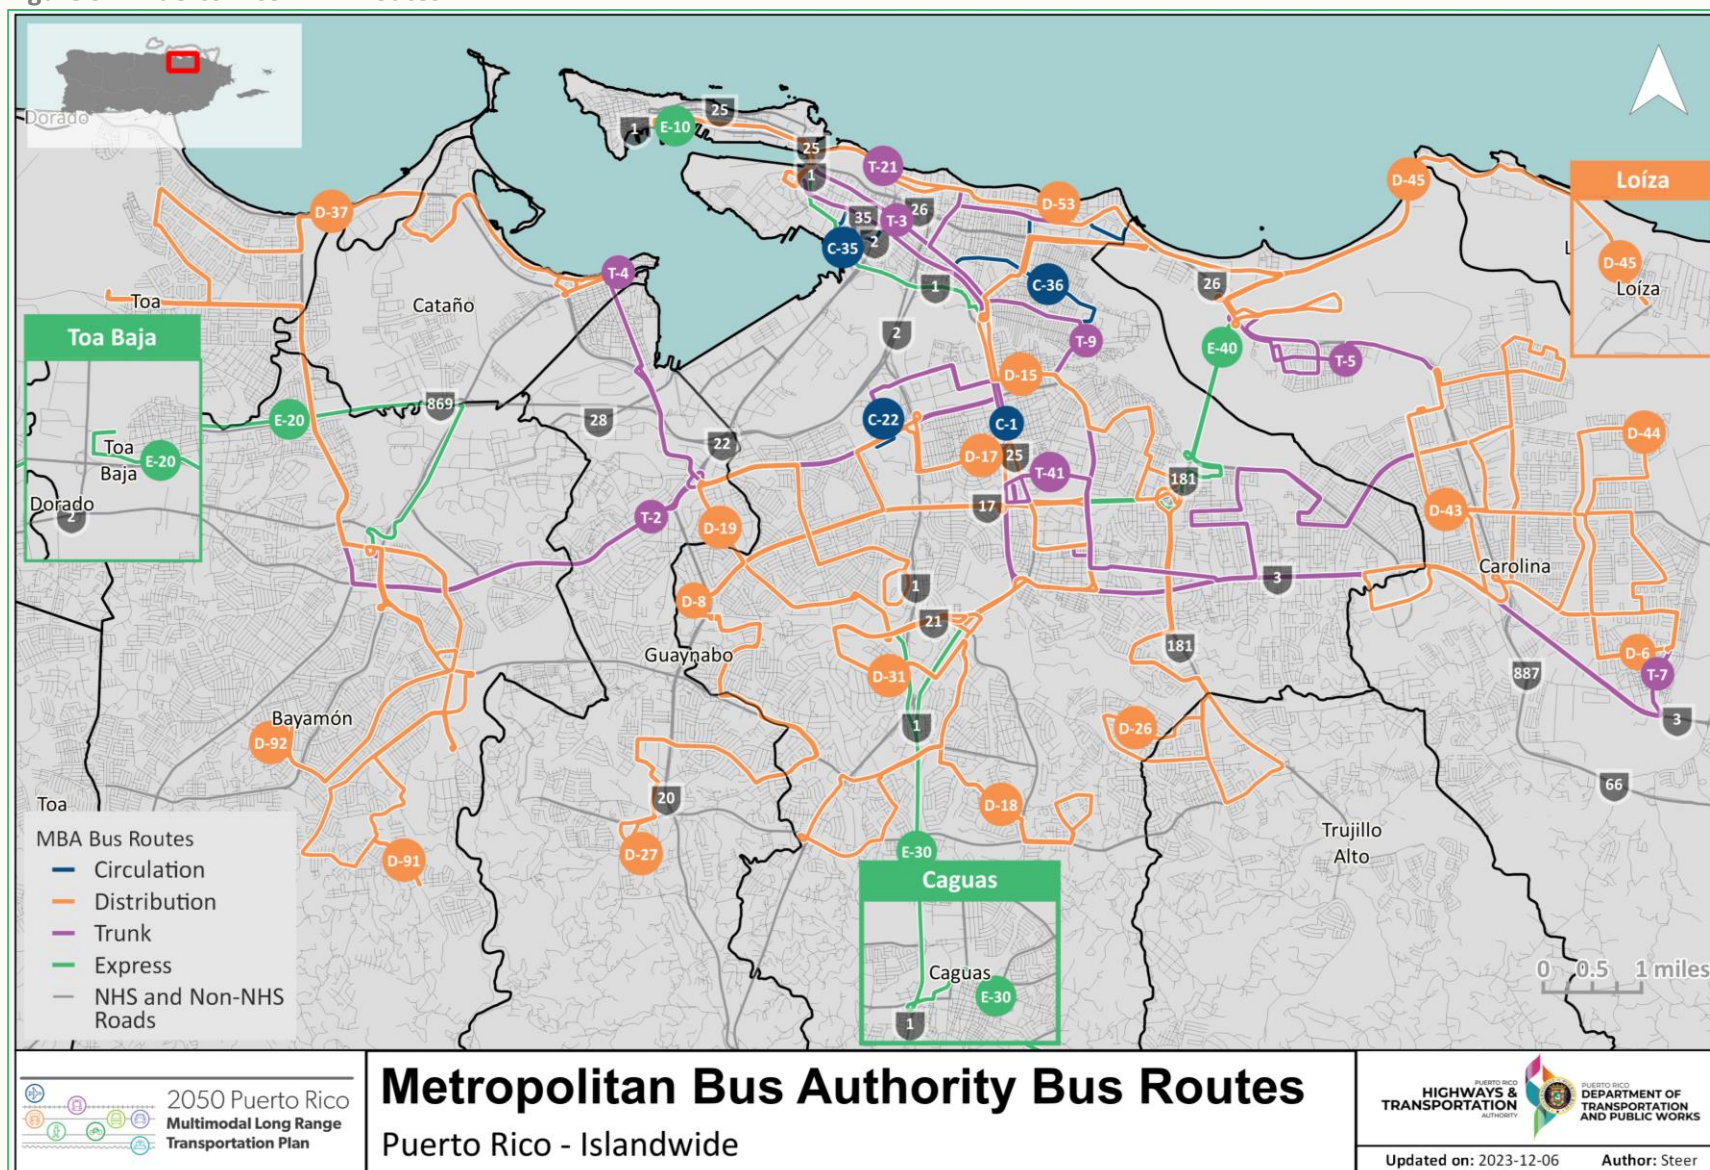 Dorado
1
E-10
25
25
1
T-21
35
26
T-3
2
C-35
D-53
D-45
Loíza
D-45
Loíza
D-37
T-4
Toa
Cataño
1
C-36
26
2
T-9
E-40
T-5
Toa Baja
Toa
Baja
E-20
Dorado
2
E-20
869
28
22
C-22
D-15
C-1
D-17
25
T-41
181
17
D-44
D-43
T-2
D-19
Carolina
D-8
1
3
21
181
Guaynabo
D-31
D-6
T-7
887
3
Bayamón
D-92
1
D-26
66
Toa
20
D-18
D-27
D-91
E-30
Trujillo
Alto
Caguas
Caguas
E-30
1
MBA Bus Routes
Circulation
Distribution
Trunk
Express
NHS and Non-NHS
Roads
0 0.5 1 miles
2050 Puerto Rico
Multimodal Long Range
Transportation Plan
Metropolitan Bus Authority Bus Routes
Puerto Rico - Islandwide
PUERTO RICO
HIGHWAYS &
TRANSPORTATION
AUTHORITY
PUERTO RICO
DEPARTMENT OF
TRANSPORTATION
AND PUBLIC WORKS
Updated on: 2023-12-06 Author: Steer